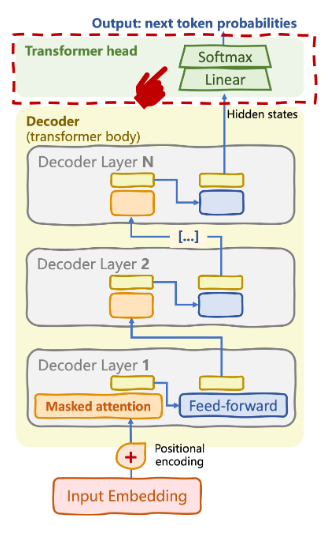 Output: next token probabilities
Transformer head
Softmax
Linear
Hidden states
Decoder
(transformer body)
Decoder Layer N
[...]
Decoder Layer 2
Decoder Layer 1
Masked attention
Feed-forward
+
Positional
encoding
Input Embedding